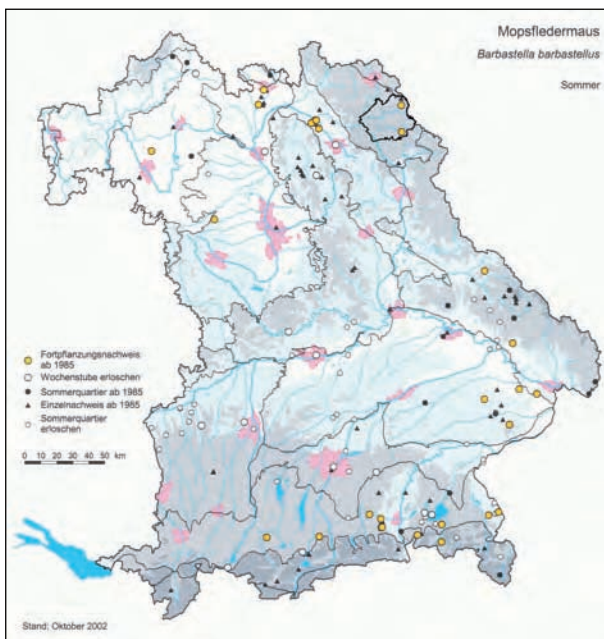 Mopsfledermaus
Barbastella barbastellus
Sommer
Fortpflanzungsnachweis
ab 1985
Wochenstube erloschen
Sommerquartier ab 1985
Einzelnachweis ab 1985
Sommerquartier
erloschen
0 10 20 30 40 50 km
Stand: Oktober 2002